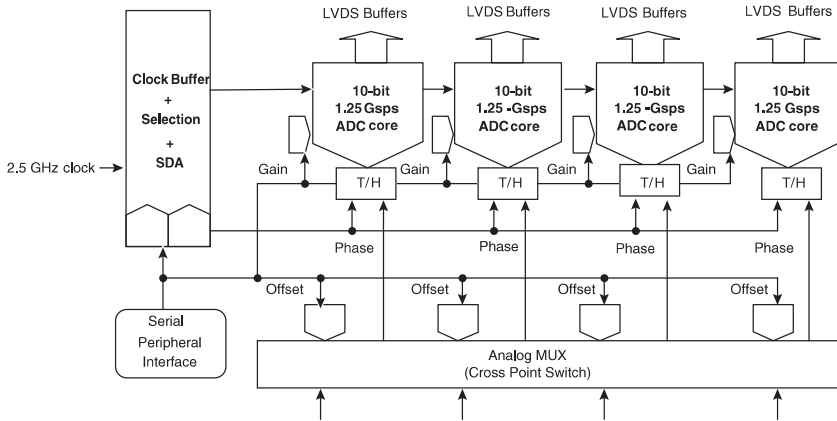 LVDS Buffers
LVDS Buffers
LVDS Buffers
LVDS Buffers
Clock Buffer
+
Selection
+
SDA
10-bit
1.25 Gsps
ADC core
10-bit
1.25 -Gsps
ADC core
10-bit
1.25 -Gsps
ADC core
10-bit
1.25 Gsps
ADC core
2.5 GHz clock
Gain
Gain
Gain
Gain
T/H
T/H
T/H
T/H
Phase
Phase
Phase
Phase
Offset
Offset
Offset
Offset
Serial
Peripheral
Interface
Analog MUX
(Cross Point Switch)